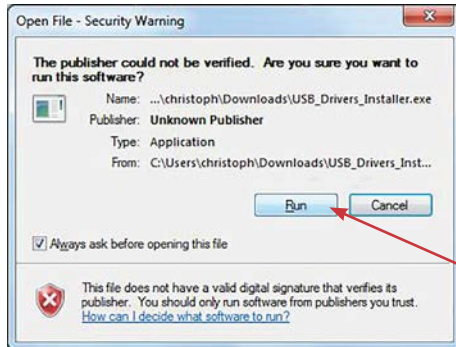 Open File - Security Warning
The publisher could not be verified. Are you sure you want to
run this software?
Name: ...\christoph\Downloads\USB_Drivers_Installer.exe
Publisher: Unknown Publisher
Type: Application
From: C:\Users\christoph\Downloads\USB_Drivers_Inst...
Run Cancel
Always ask before opening this file
This file does not have a valid digital signature that verifies its
publisher. You should only run software from publishers you trust.
How can I decide what software to run?